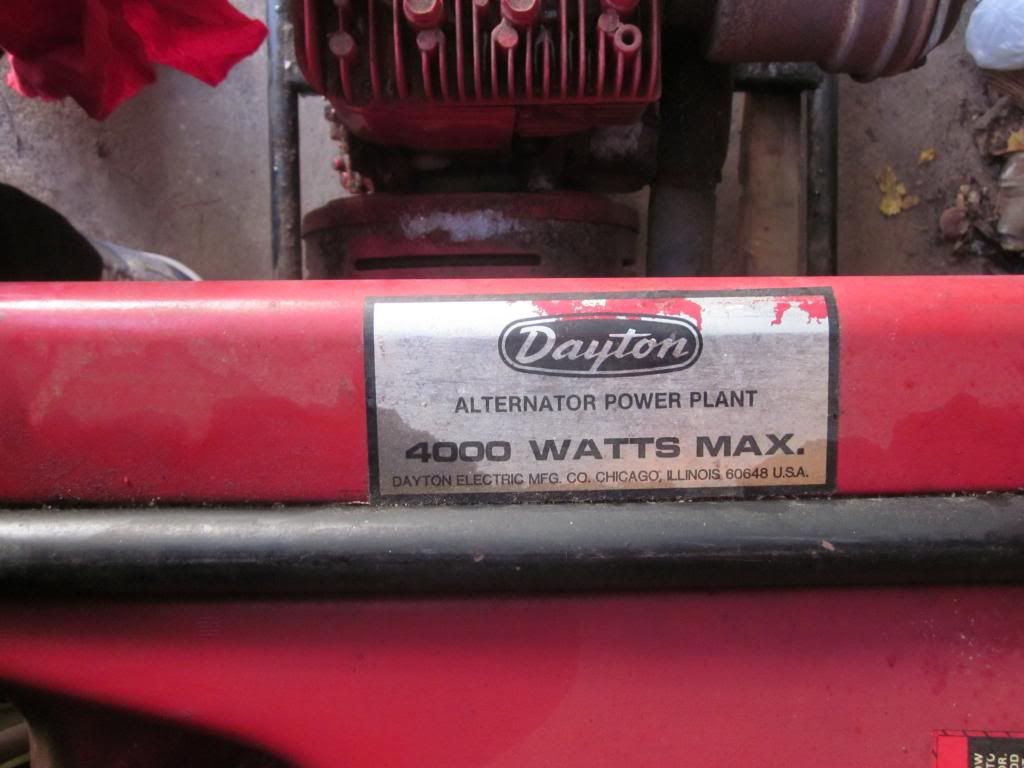 Dayton
ALTERNATOR POWER PLANT
4000 WATTS MAX.
DAYTON ELECTRIC MFG. CO. CHICAGO, ILLINOIS 60648 U.S.A.